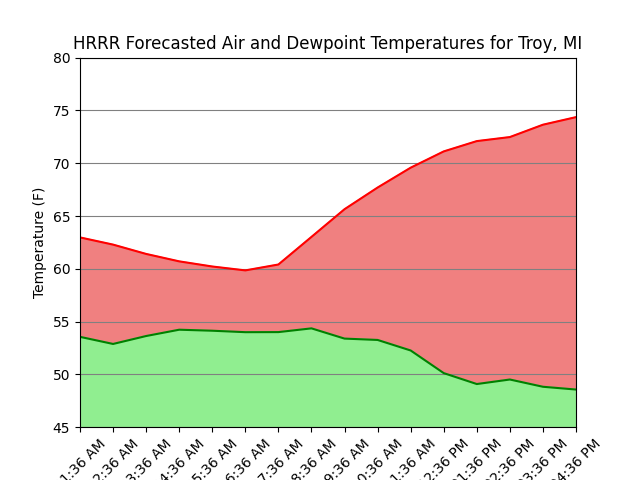 HRRR Forecasted Air and Dewpoint Temperatures for Troy, MI
Temperature (F)
80
75
70
65
60
55
50
45
1:36 AM
2:36 AM
3:36 AM
4:36 AM
5:36 AM
6:36 AM
7:36 AM
8:36 AM
9:36 AM
0:36 AM
1:36 AM
2:36 PM
01:36 PM
02:36 PM
03:36 PM
04:36 PM